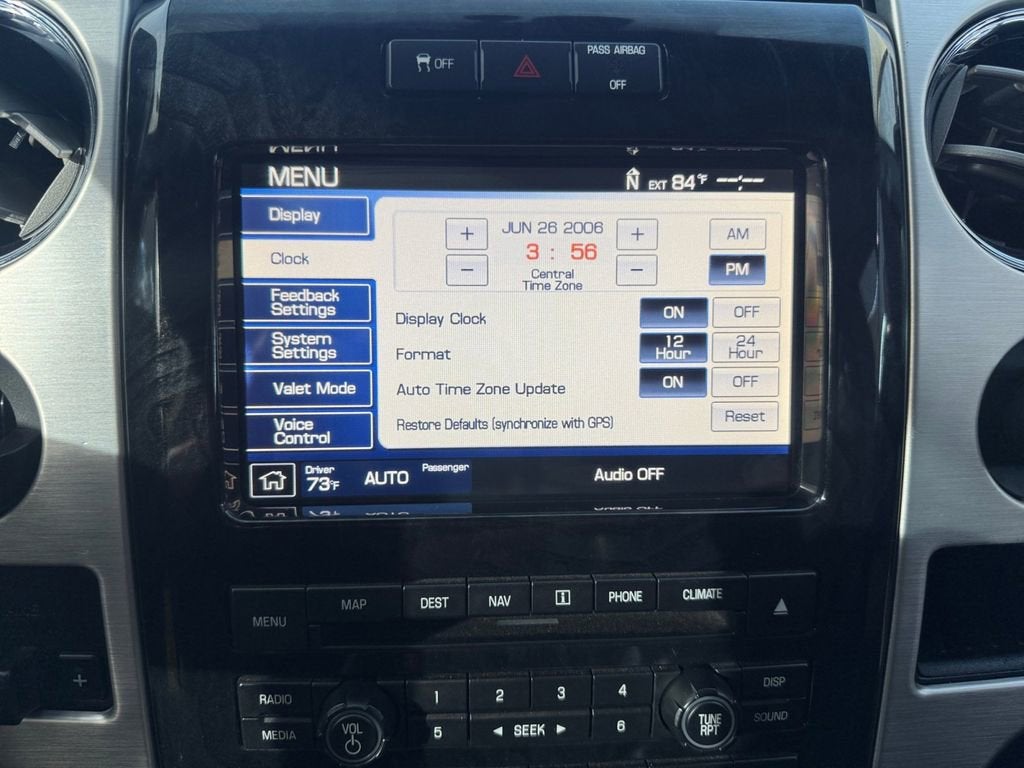 OFF
PASS AIRBAG
OFF
MENU
N EXT 84°F --:--
Display
Clock
Feedback
Settings
System
Settings
Valet Mode
Voice
Control
+ JUN 26 2006 + AM
3 : 56
− − PM
Central
Time Zone
Display Clock ON OFF
Format 12 Hour 24 Hour
Auto Time Zone Update ON OFF
Restore Defaults (synchronize with GPS) Reset
Driver
73°F AUTO Passenger
Audio OFF
MENU MAP DEST NAV i PHONE CLIMATE
RADIO 1 2 3 4 DISP
MEDIA VOL 5 ◄ SEEK ► 6 TUNE RPT SOUND
+